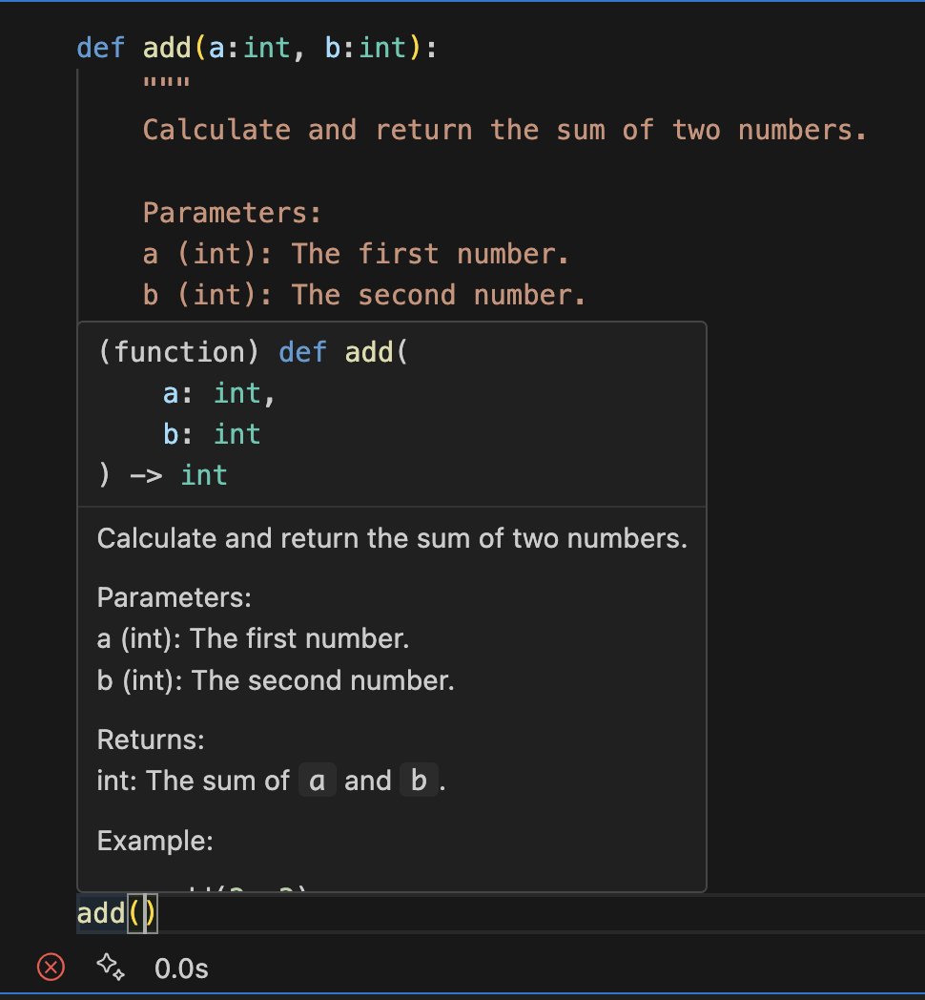 def add(a:int, b:int):
"""
Calculate and return the sum of two numbers.
Parameters:
a (int): The first number.
b (int): The second number.
(function) def add(
a: int,
b: int
) -> int
Calculate and return the sum of two numbers.
Parameters:
a (int): The first number.
b (int): The second number.
Returns:
int: The sum of a and b.
Example:
add()
0.0s